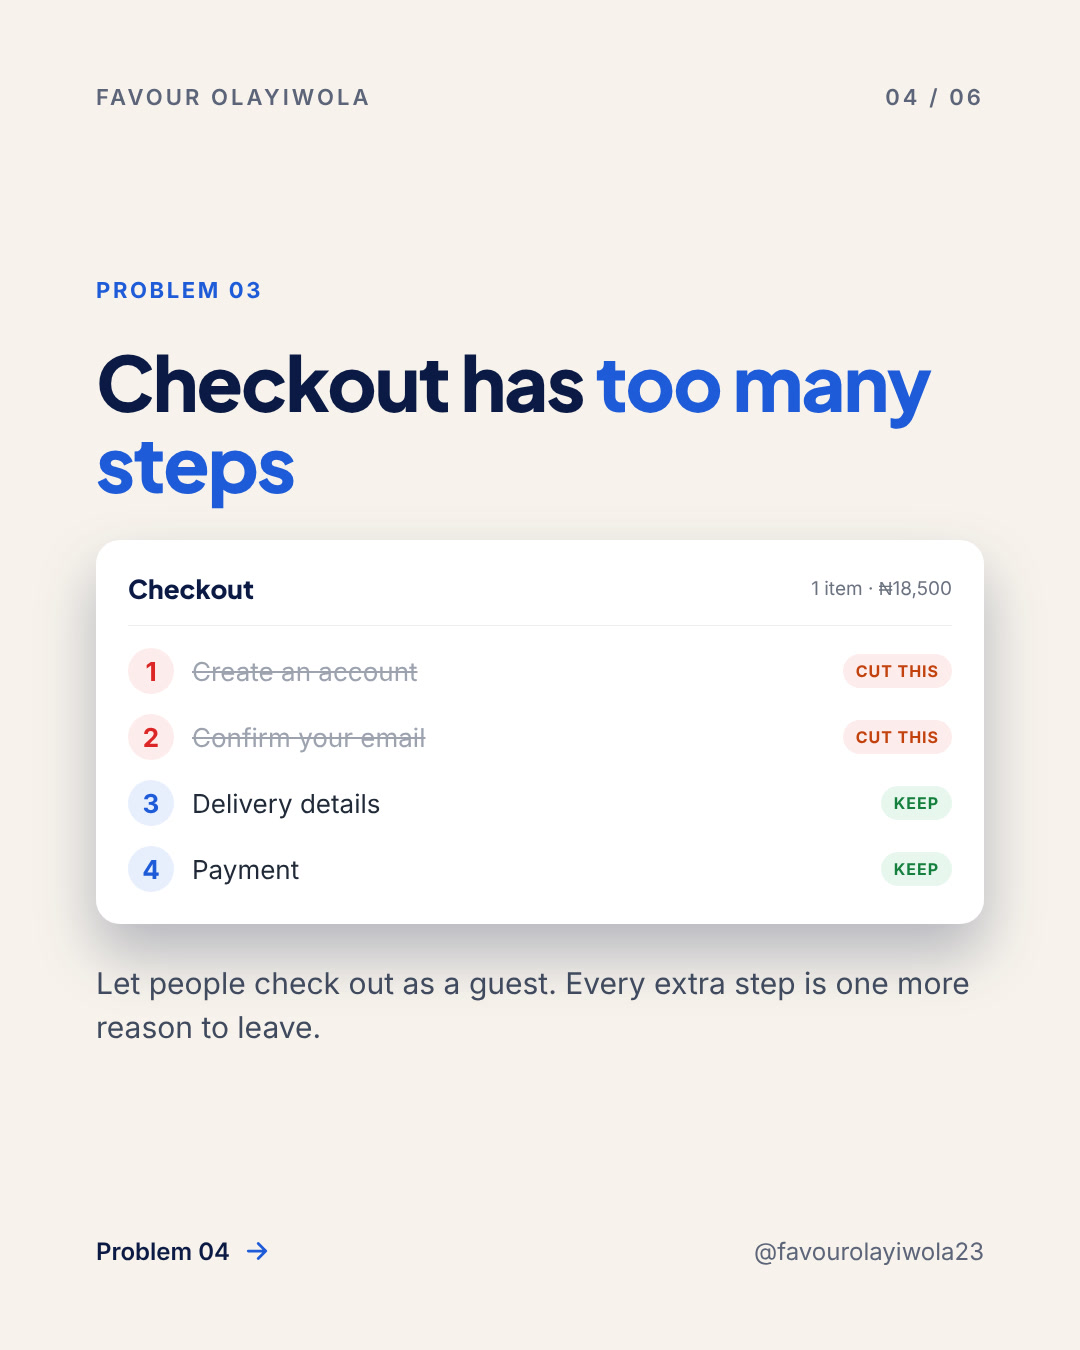 FAVOUR OLAYIWOLA
04 / 06
PROBLEM 03
Checkout has too many
steps
Checkout
1 item · ₦18,500
1 Create an account CUT THIS
2 Confirm your email CUT THIS
3 Delivery details KEEP
4 Payment KEEP
Let people check out as a guest. Every extra step is one more
reason to leave.
Problem 04 →
@favourolayiwola23